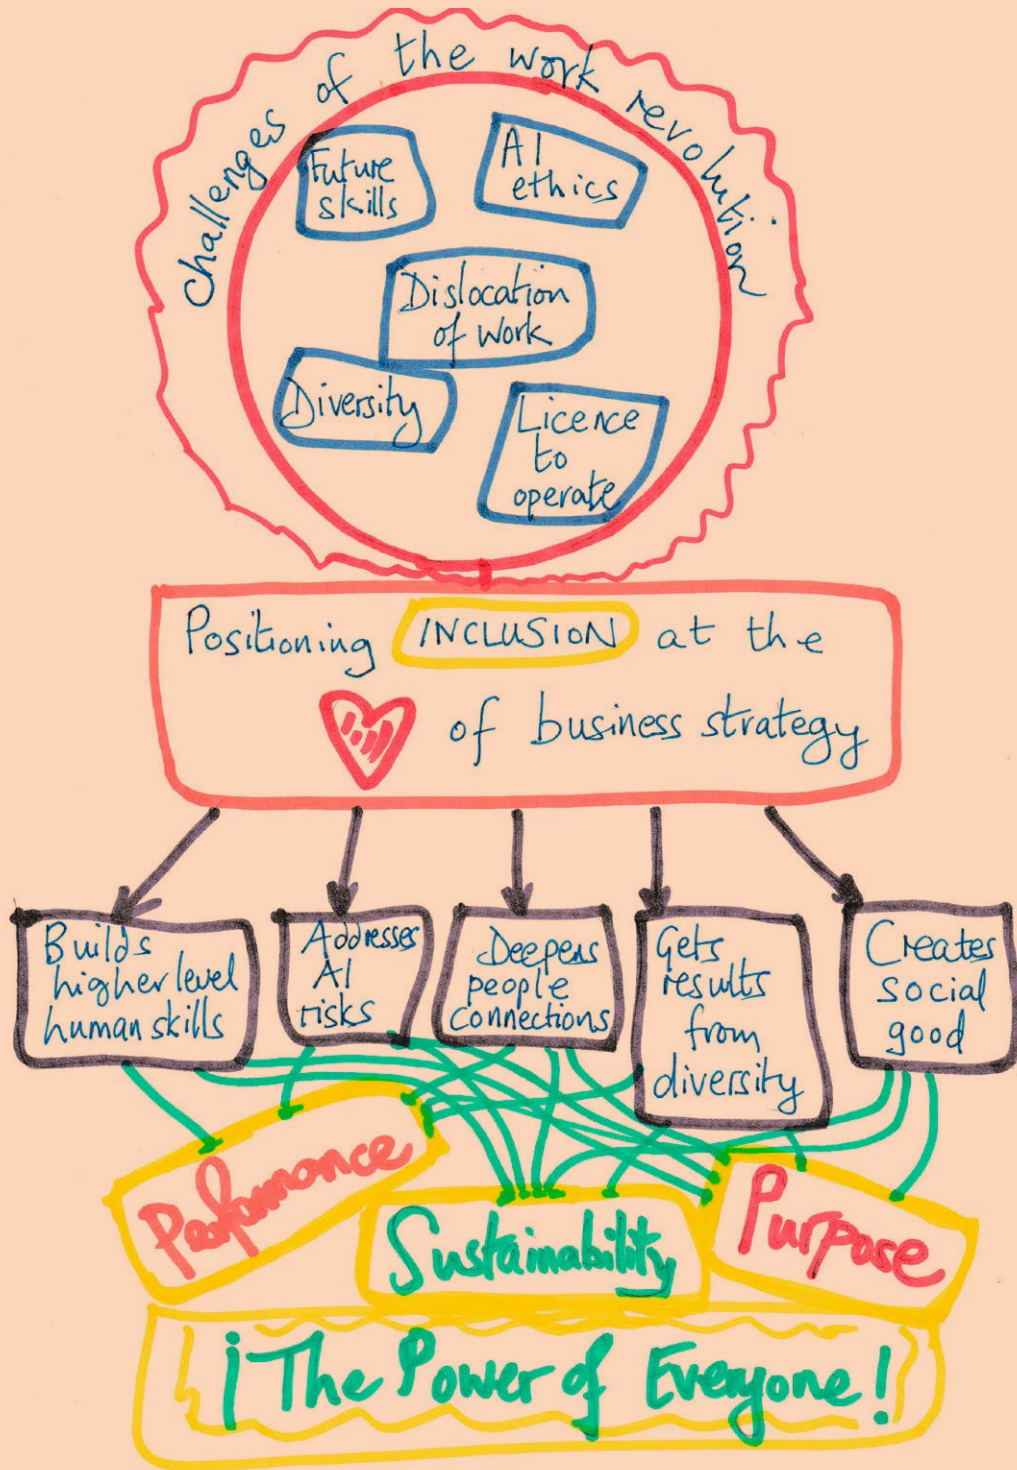 Challenges of the work revolution
Future
skills
AI
ethics
Dislocation
of work
Diversity
Licence
to
operate
Positioning INCLUSION at the
of business strategy
Builds
higher level
human skills
Addresses
AI
risks
Deepens
people
connections
Gets
results
from
diversity
Creates
social
good
Performance
Sustainability
Purpose
¡The Power of Everyone!